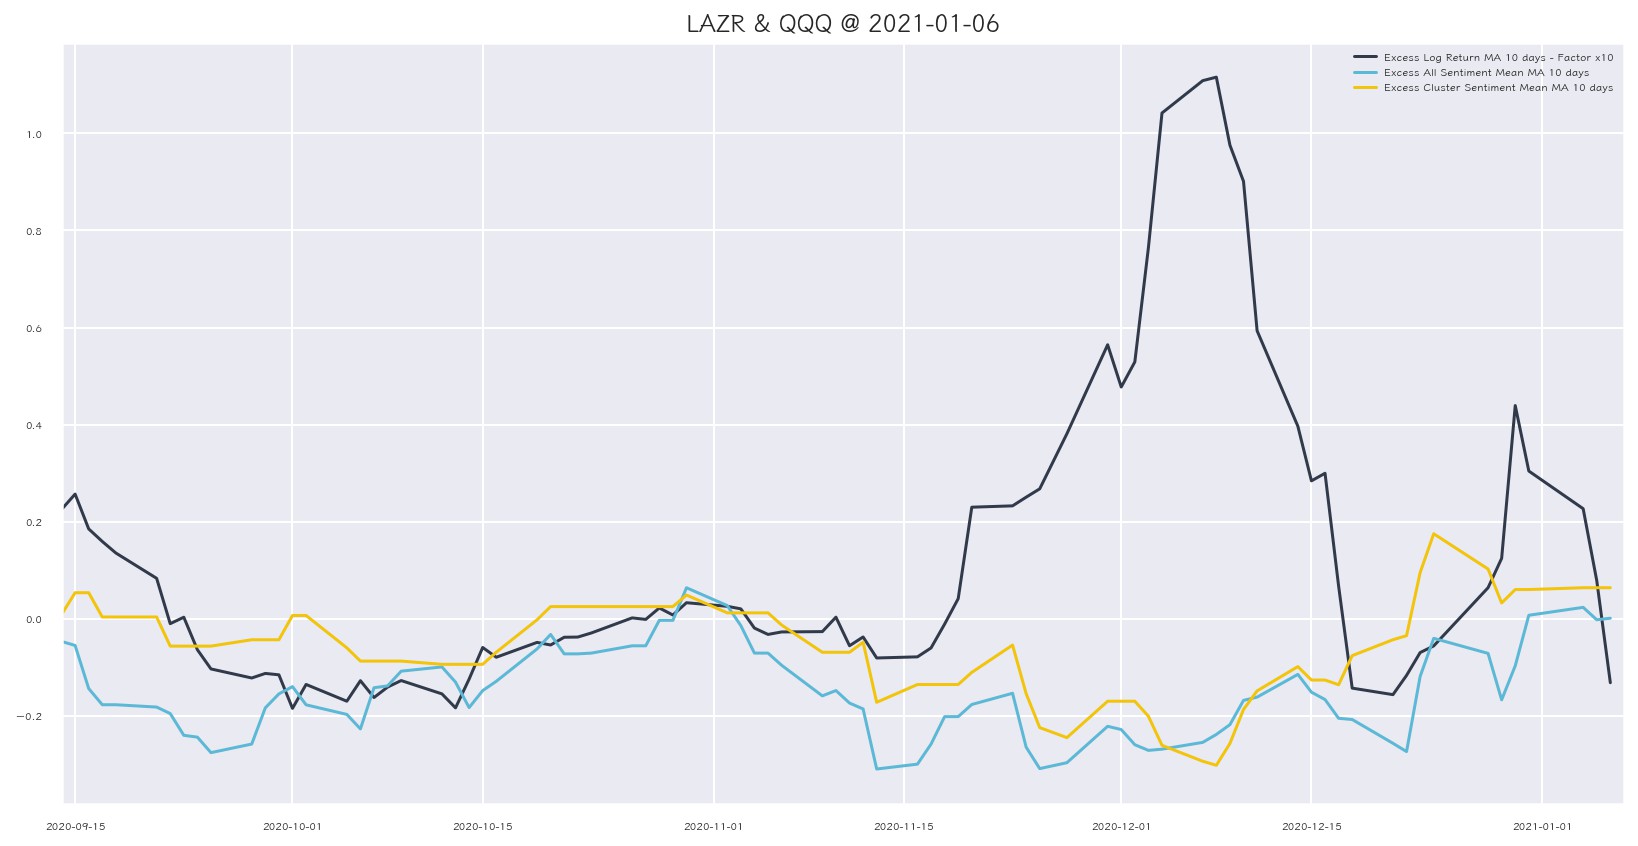 LAZR & QQQ @ 2021-01-06
Excess Log Return MA 10 days - Factor x10
Excess All Sentiment Mean MA 10 days
Excess Cluster Sentiment Mean MA 10 days
1.0
0.8
0.6
0.4
0.2
0.0
−0.2
2020-09-15 2020-10-01 2020-10-15 2020-11-01 2020-11-15 2020-12-01 2020-12-15 2021-01-01